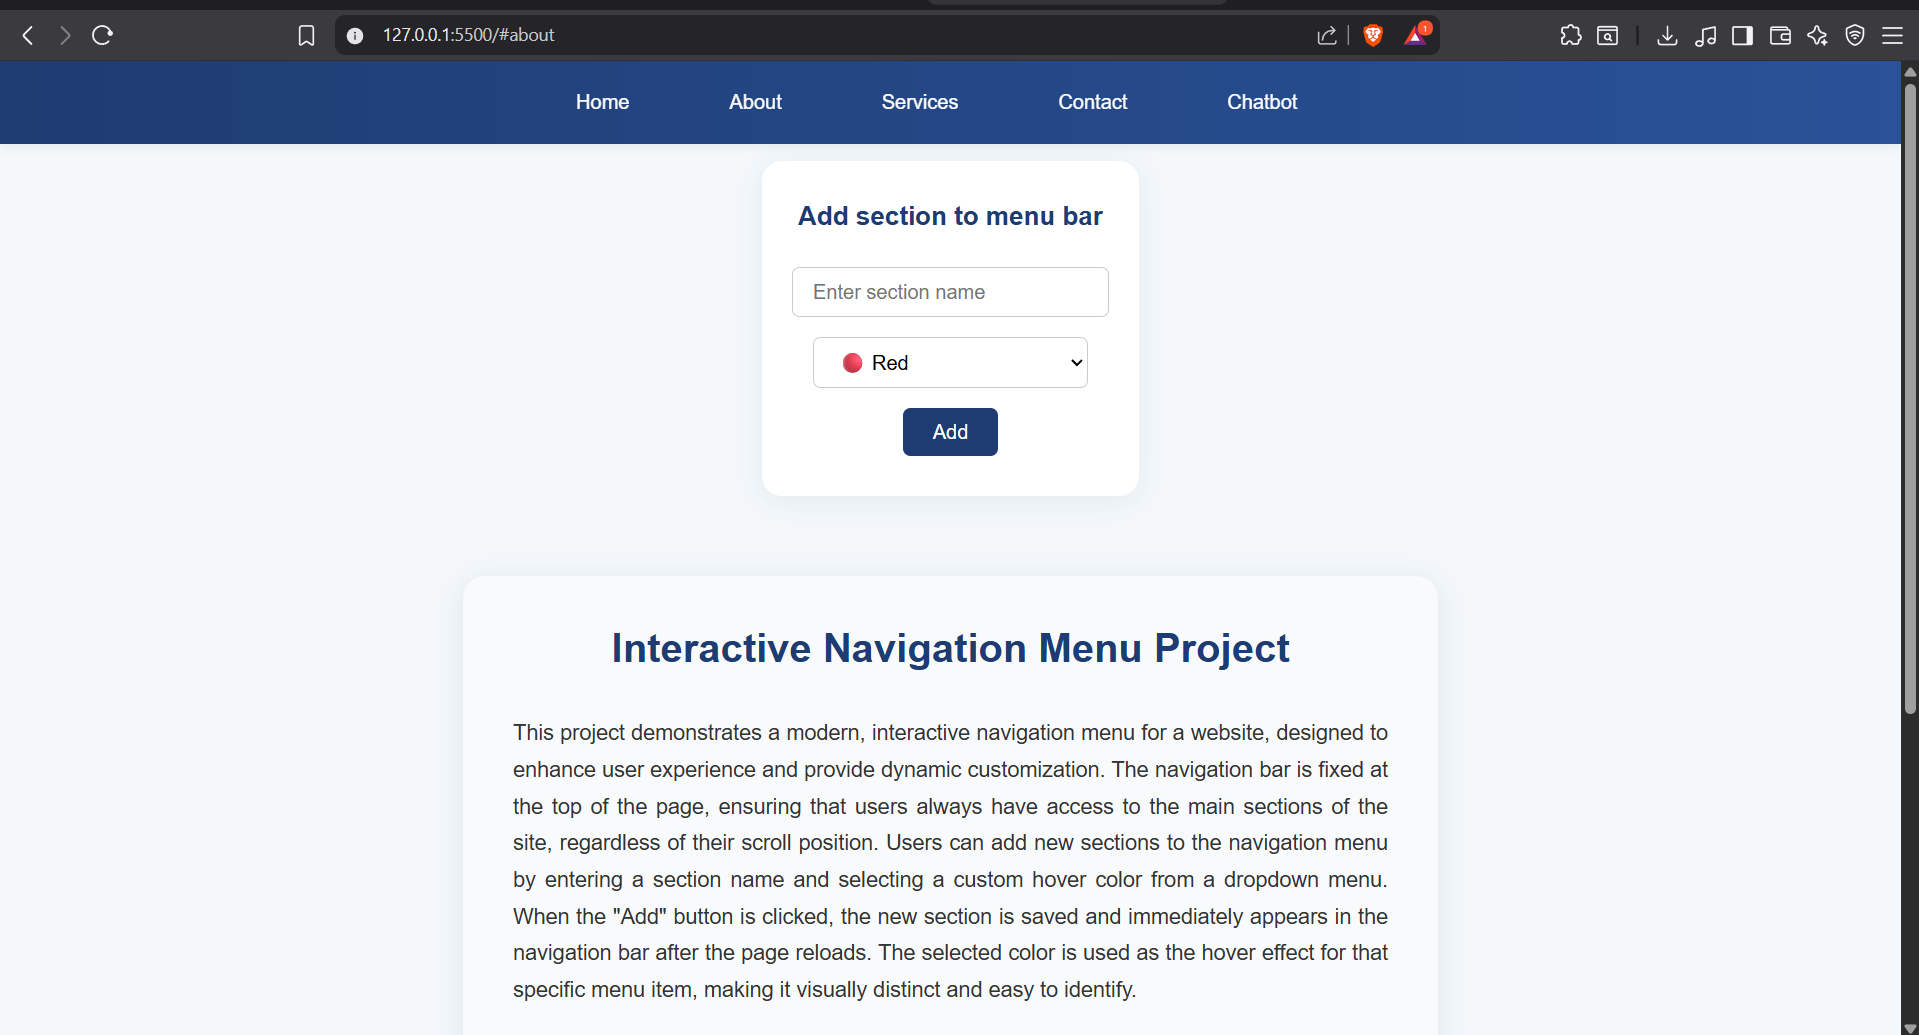 127.0.0.1:5500/#about
1
Home About Services Contact Chatbot
Add section to menu bar
Enter section name
Red
Add
Interactive Navigation Menu Project
This project demonstrates a modern, interactive navigation menu for a website, designed to
enhance user experience and provide dynamic customization. The navigation bar is fixed at
the top of the page, ensuring that users always have access to the main sections of the
site, regardless of their scroll position. Users can add new sections to the navigation menu
by entering a section name and selecting a custom hover color from a dropdown menu.
When the "Add" button is clicked, the new section is saved and immediately appears in the
navigation bar after the page reloads. The selected color is used as the hover effect for that
specific menu item, making it visually distinct and easy to identify.